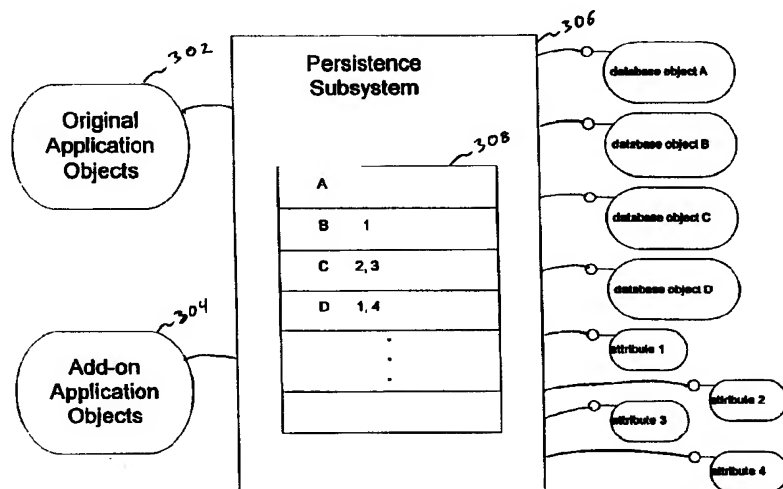 302
Original
Application
Objects
304
Add-on
Application
Objects
306
Persistence
Subsystem
308
A
B 1
C 2, 3
D 1, 4
database object A
database object B
database object C
database object D
attribute 1
attribute 2
attribute 3
attribute 4